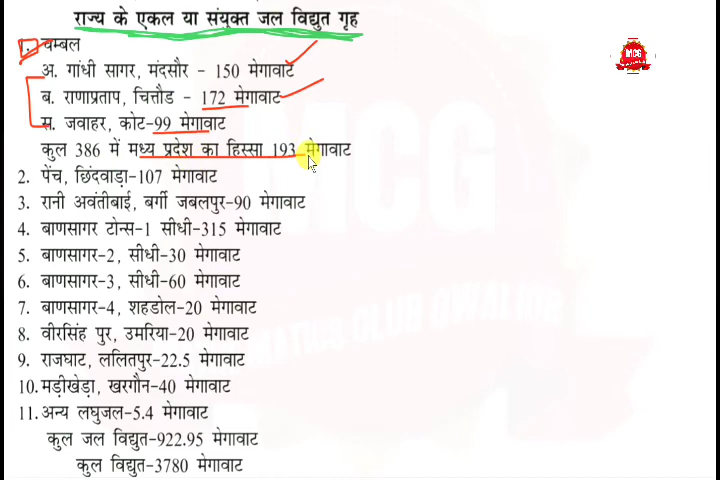 राज्य के एकल या संयुक्त जल विद्युत गृह
MCG
1. चम्बल
अ. गांधी सागर, मंदसौर - 150 मेगावाट
ब. राणाप्रताप, चित्तौड - 172 मेगावाट
स. जवाहर, कोट-99 मेगावाट
कुल 386 में मध्य प्रदेश का हिस्सा 193 मेगावाट
2. पेंच, छिंदवाड़ा-107 मेगावाट
3. रानी अवंतीबाई, बर्गी जबलपुर-90 मेगावाट
4. बाणसागर टोन्स-1 सीधी-315 मेगावाट
5. बाणसागर-2, सीधी-30 मेगावाट
6. बाणसागर-3, सीधी-60 मेगावाट
7. बाणसागर-4, शहडोल-20 मेगावाट
8. वीरसिंह पुर, उमरिया-20 मेगावाट
9. राजघाट, ललितपुर-22.5 मेगावाट
10. मड़ीखेड़ा, खरगौन-40 मेगावाट
11. अन्य लघुजल-5.4 मेगावाट
कुल जल विद्युत-922.95 मेगावाट
कुल विद्युत-3780 मेगावाट